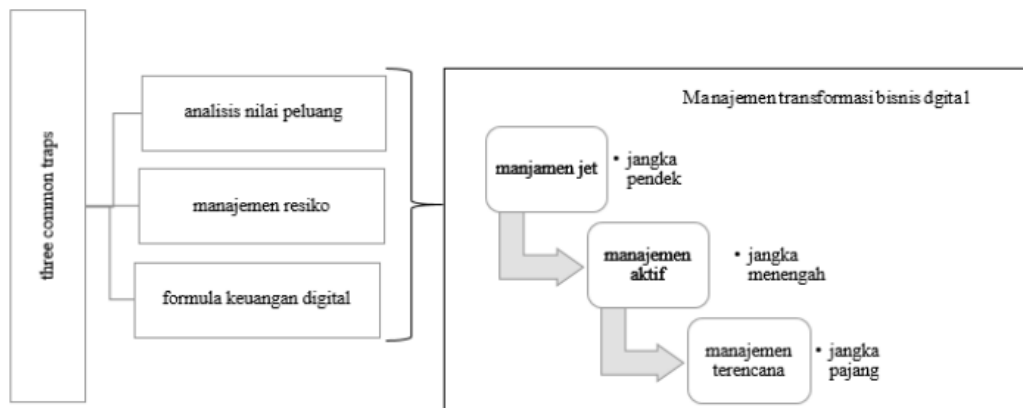 three common traps
analisis nilai peluang
manajemen resiko
formula keuangan digital
Manajemen transformasi bisnis dgital
manjamen jet
• jangka
pendek
manajemen
aktif
• jangka
menengah
manajemen
terencana
• jangka
pajang